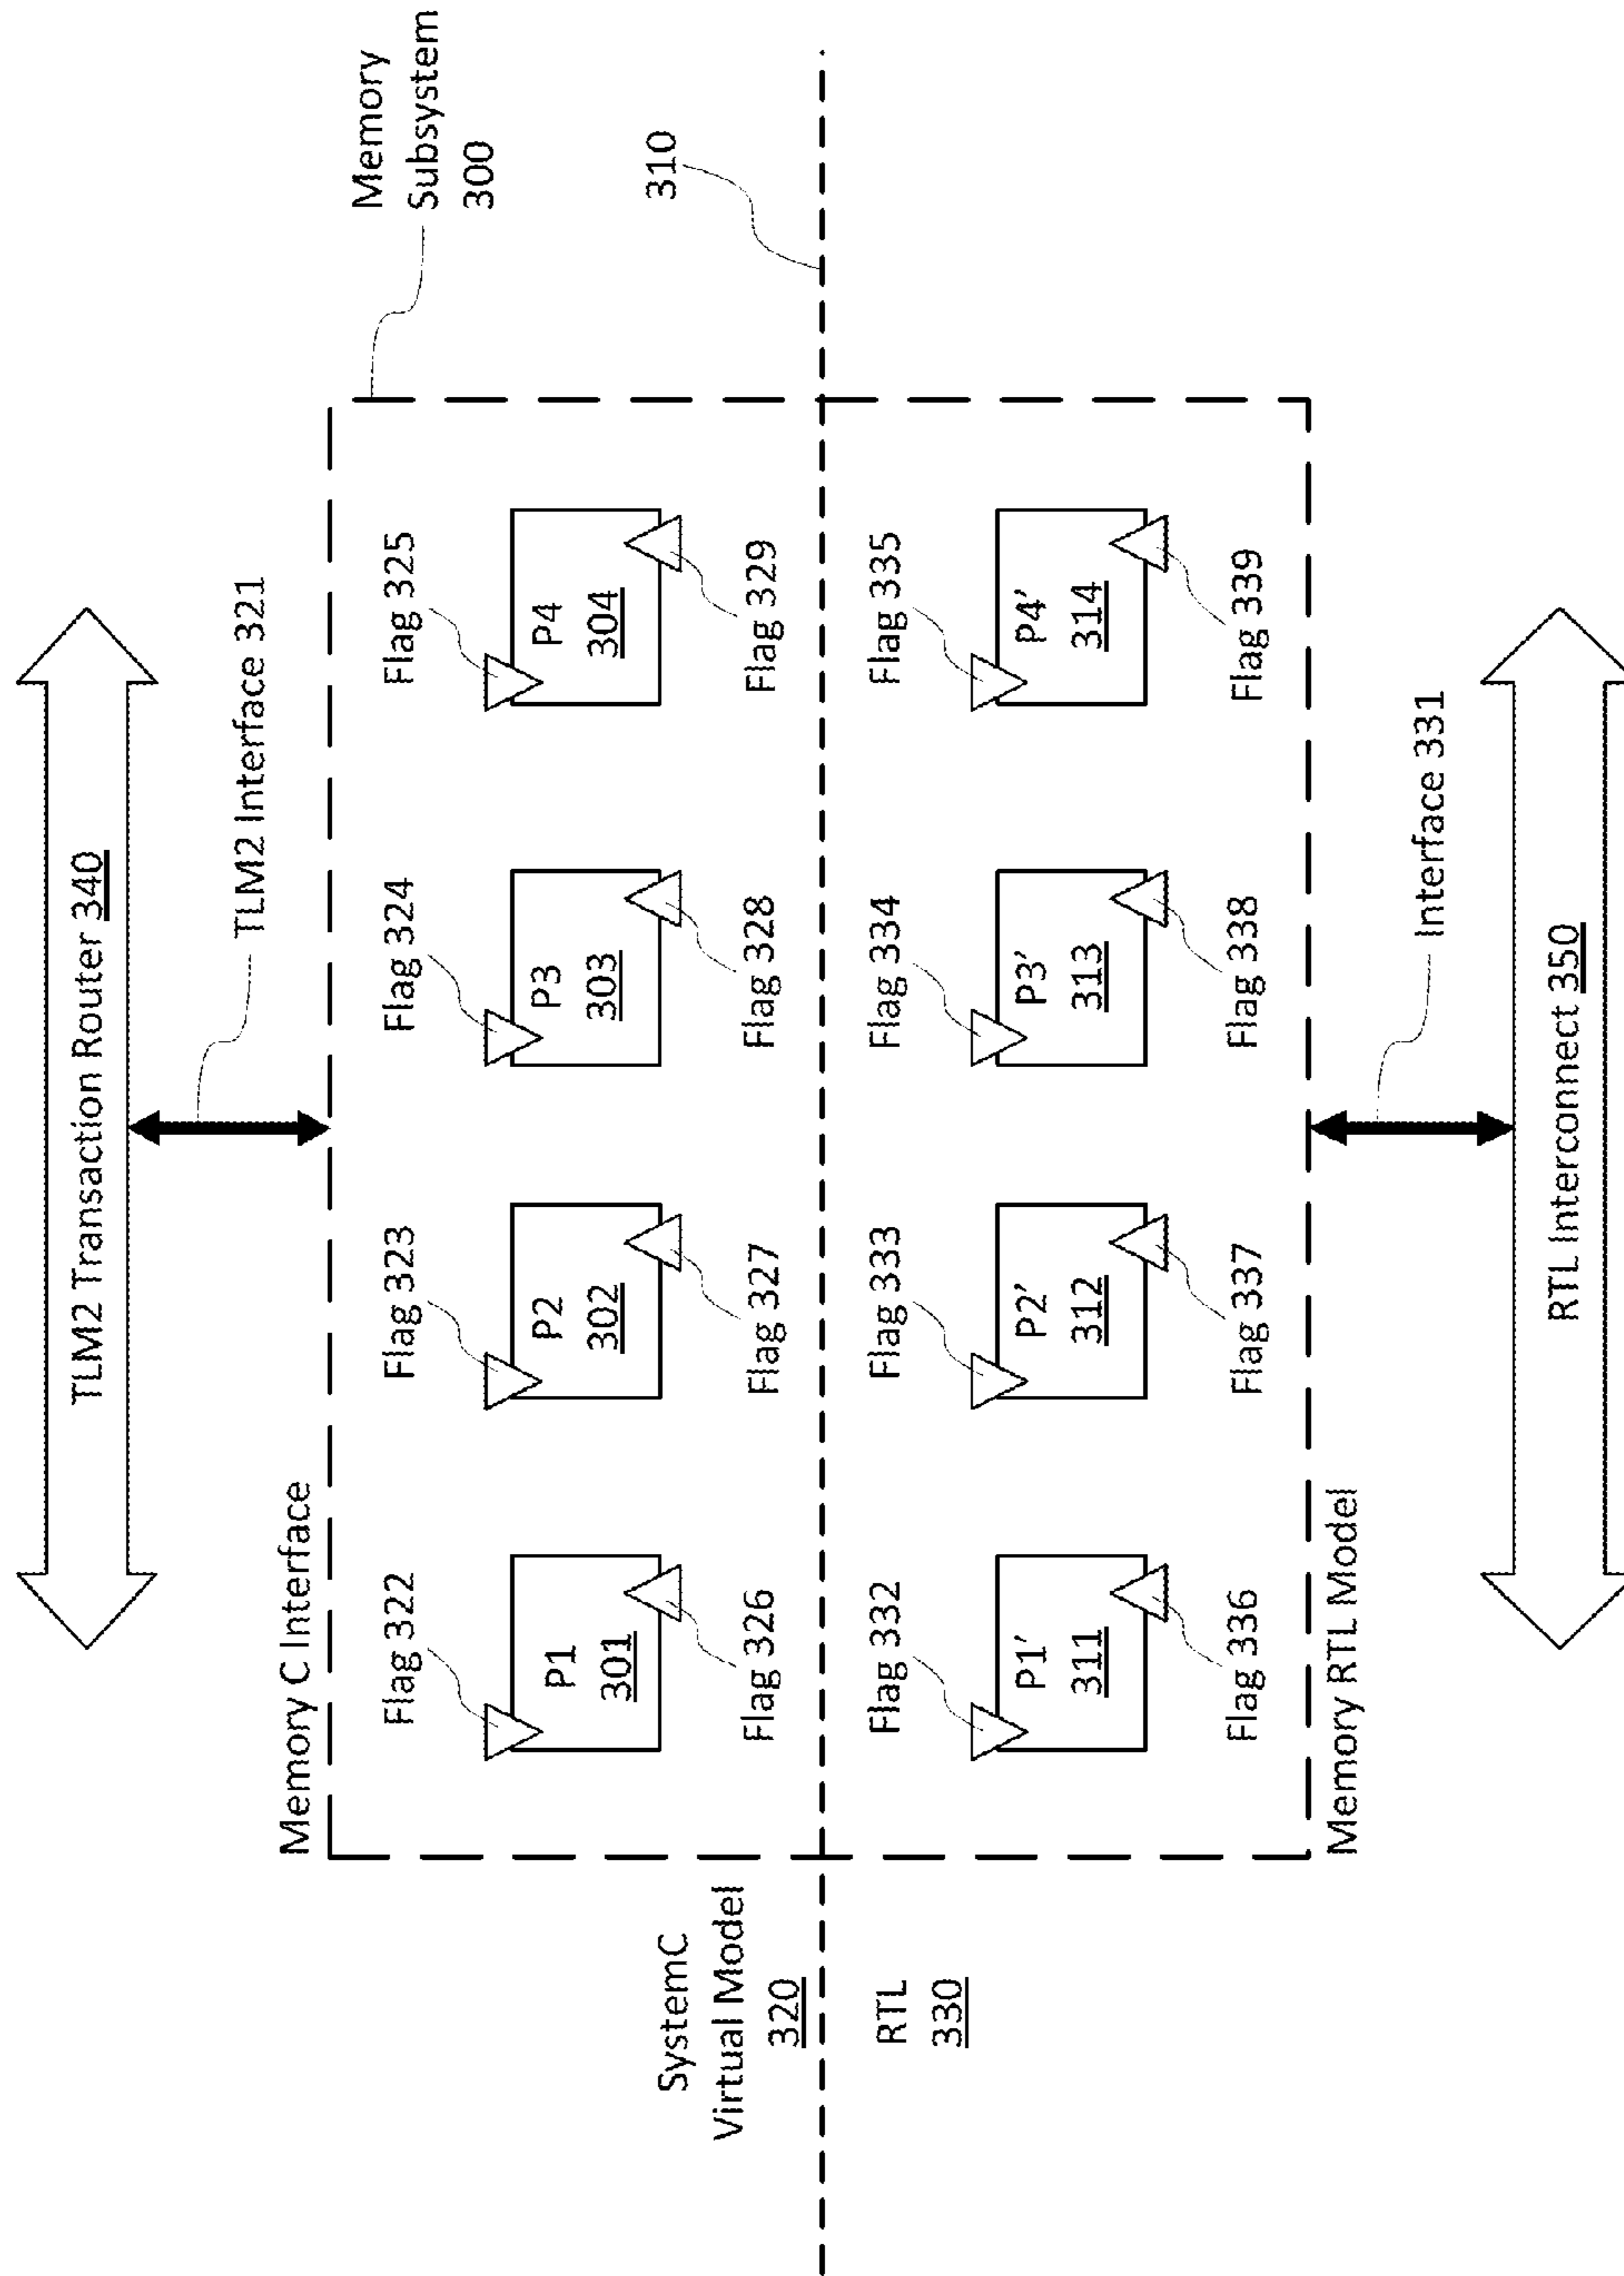 TLM2 Transaction Router 340
TLM2 Interface 321
Memory
Subsystem
300
Memory C Interface
Flag 322
Flag 323
Flag 324
Flag 325
P1
301
P2
302
P3
303
P4
304
Flag 326
Flag 327
Flag 328
Flag 329
SystemC
Virtual Model
320
310
RTL
330
Flag 332
Flag 333
Flag 334
Flag 335
P1'
311
P2'
312
P3'
313
P4'
314
Flag 336
Flag 337
Flag 338
Flag 339
Memory RTL Model
Interface 331
RTL Interconnect 350